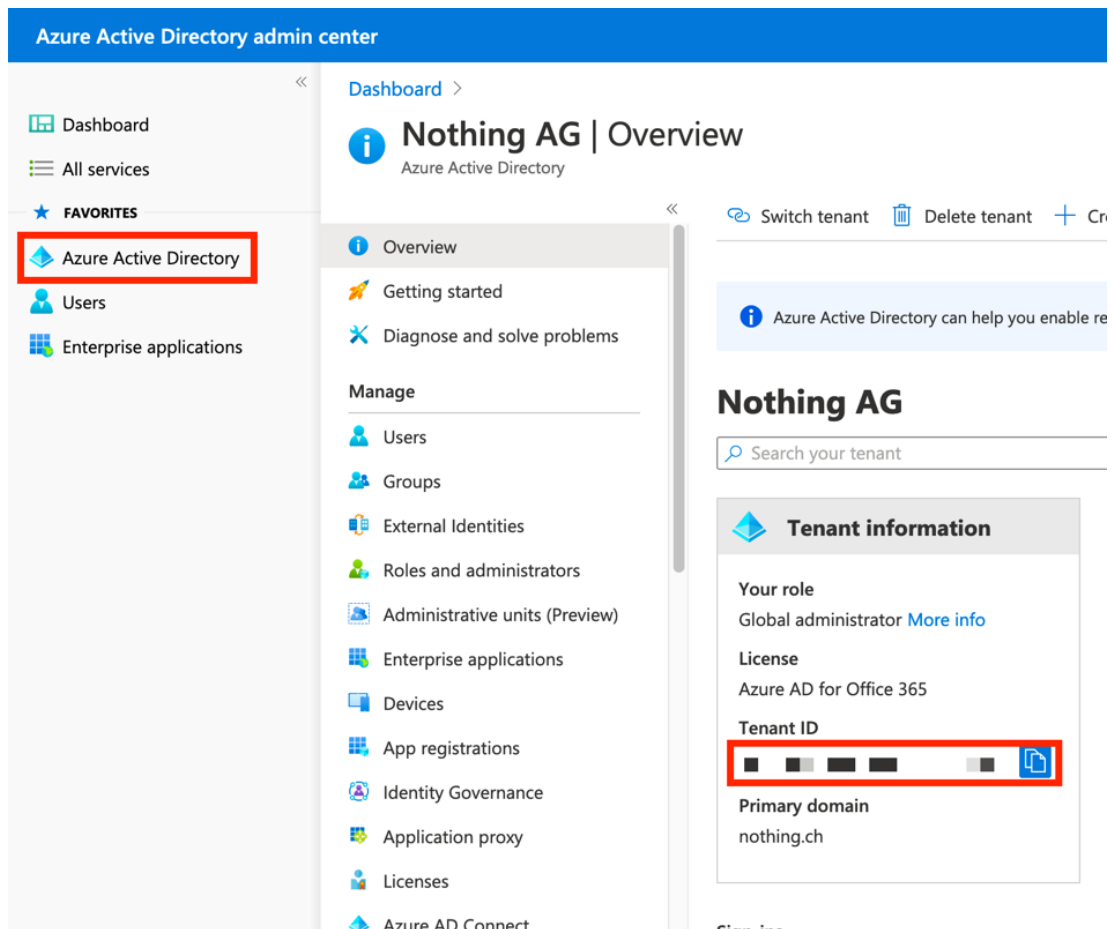 Azure Active Directory admin center
Dashboard
All services
FAVORITES
Azure Active Directory
Users
Enterprise applications
Dashboard >
Nothing AG | Overview
Azure Active Directory
Overview
Getting started
Diagnose and solve problems
Manage
Users
Groups
External Identities
Roles and administrators
Administrative units (Preview)
Enterprise applications
Devices
App registrations
Identity Governance
Application proxy
Licenses
Azure AD Connect
Switch tenant Delete tenant
Azure Active Directory can help you enable
Nothing AG
Search your tenant
Tenant information
Your role
Global administrator More info
License
Azure AD for Office 365
Tenant ID
Primary domain
nothing.ch